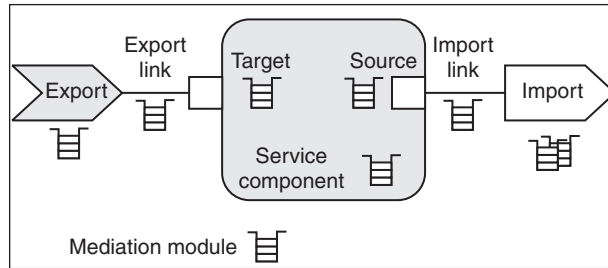 Export
link
Target
Source
Import
link
Export
Import
Service
component
Mediation module